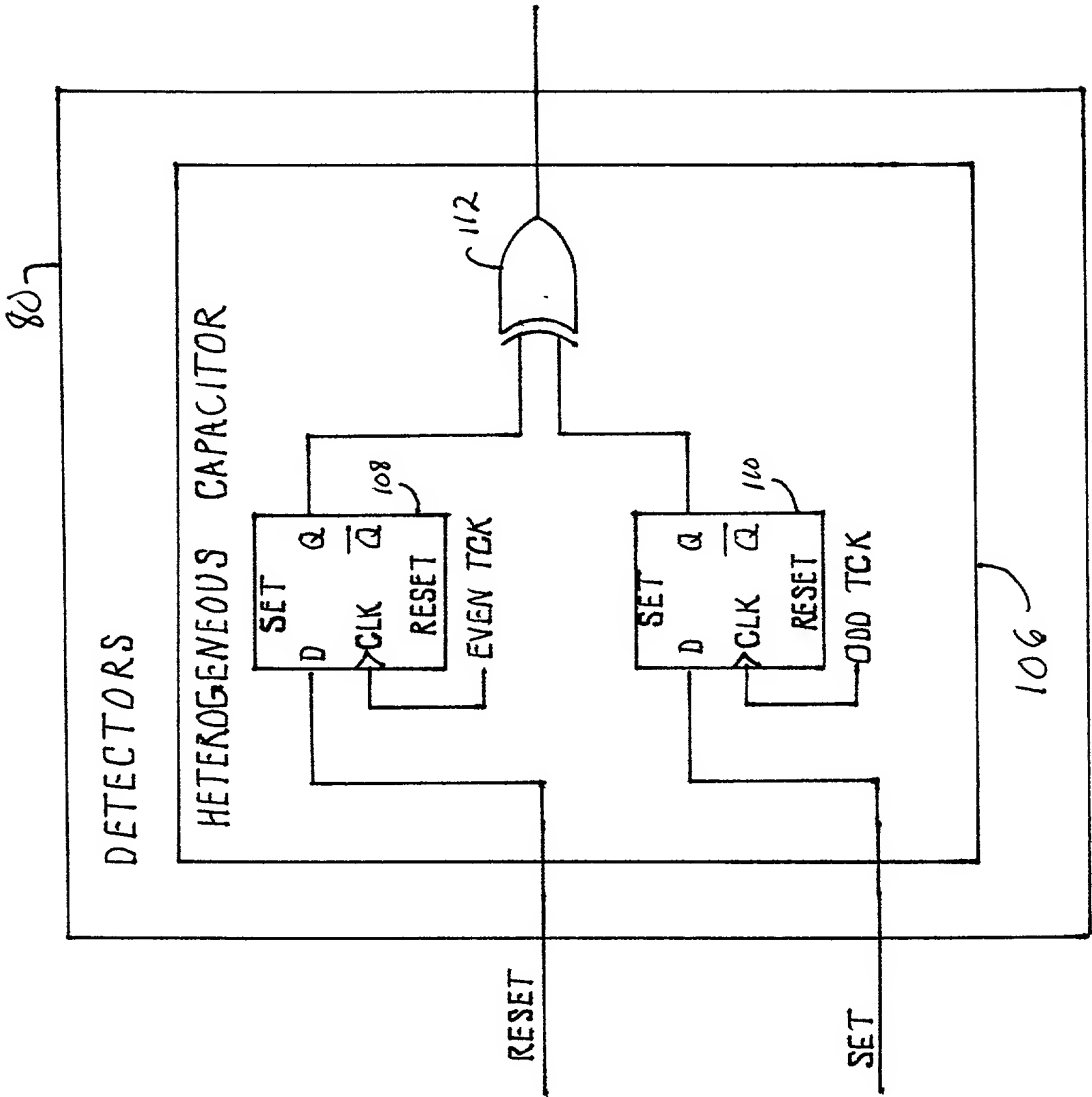 80
DETECTORS
HETEROGENEOUS CAPACITOR
SET
D Q
CLK Q
RESET
108
EVEN TCK
112
SET
D Q
CLK Q
RESET
110
ODD TCK
106
RESET
SET